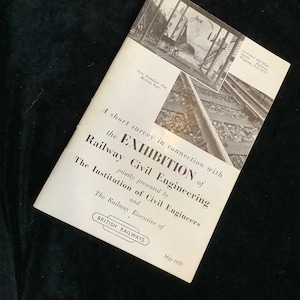 A short survey in connection with
the EXHIBITION of
Railway Civil Engineering
jointly presented by
The Institution of Civil Engineers
and
The Railway Executive of
BRITISH RAILWAYS
May